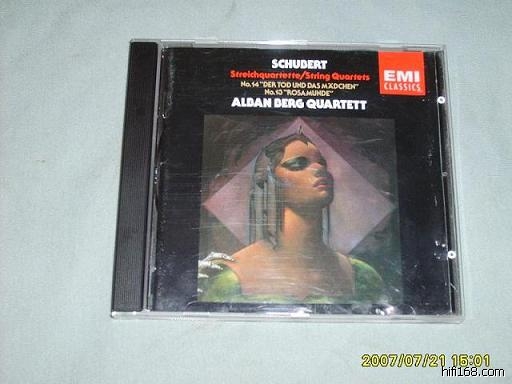 SCHUBERT
Streichquartette/String Quartets
No.14 "DER TOD UND DAS MÄDCHEN"
No.13 "ROSAMUNDE"
ALBAN BERG QUARTETT
EMI
CLASSICS
2007/07/21 15:01
hifi168.com